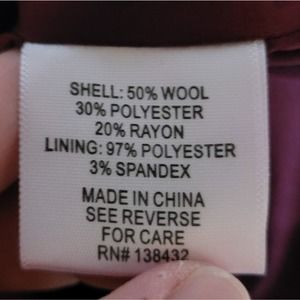 SHELL: 50% WOOL
30% POLYESTER
20% RAYON
LINING: 97% POLYESTER
3% SPANDEX
MADE IN CHINA
SEE REVERSE
FOR CARE
RN# 138432